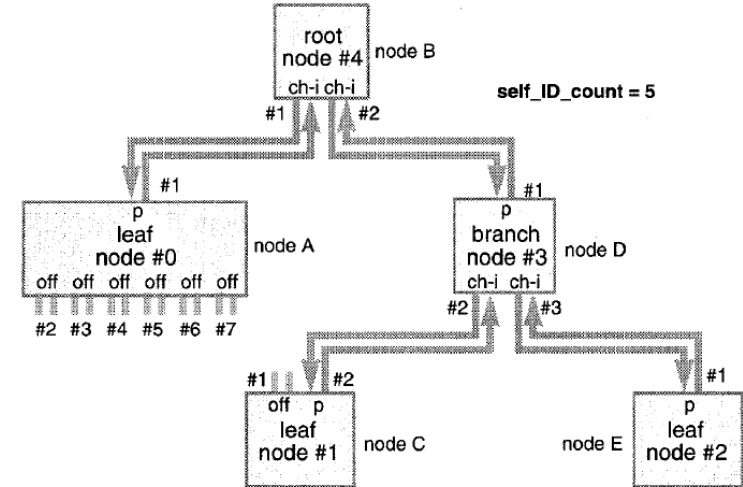 root
node #4
node B
ch-i ch-i
#1
#2
self_ID_count = 5
#1
p
leaf
node #0
node A
off off off off off off
#2 #3 #4 #5 #6 #7
#1
p
branch
node #3
node D
ch-i ch-i
#2
#3
#1
#2
off p
leaf
node #1
node C
#1
p
leaf
node #2
node E